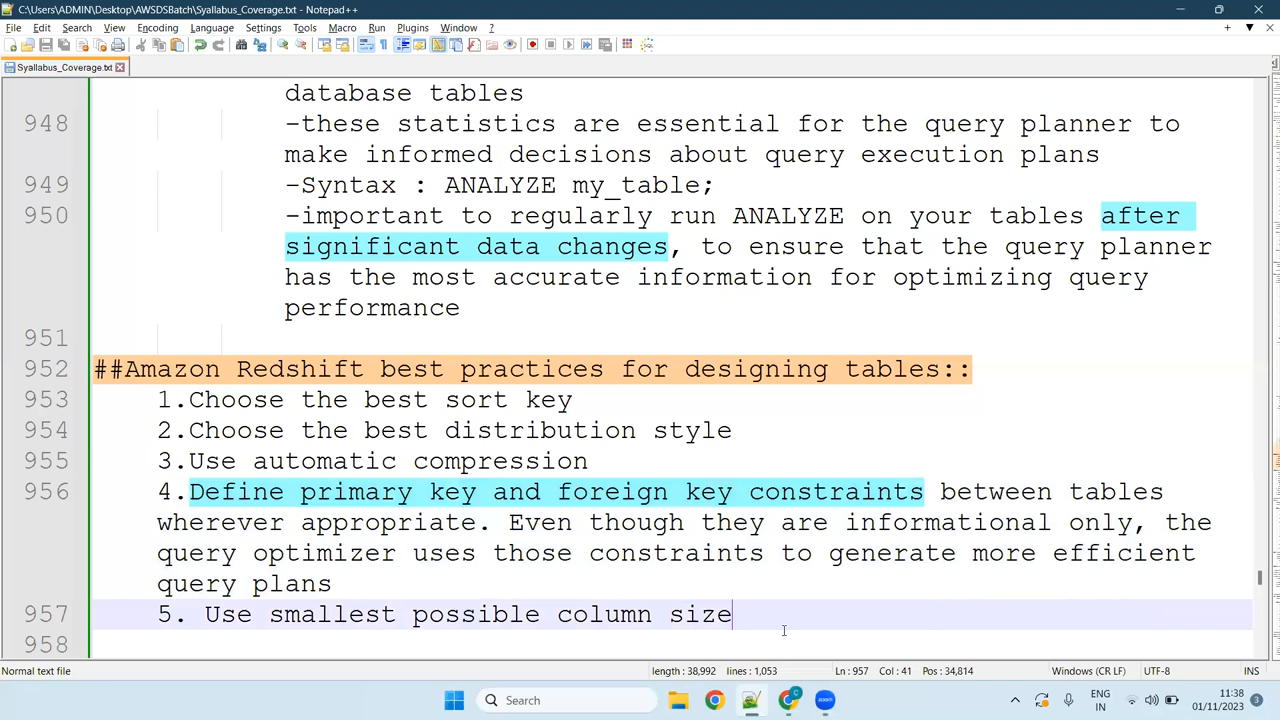 C:\Users\ADMIN\Desktop\AWSDSBatch\Syallabus_Coverage.txt - Notepad++
File Edit Search View Encoding Language Settings Tools Macro Run Plugins Window ?
Syallabus_Coverage.txt
database tables
948 -these statistics are essential for the query planner to
make informed decisions about query execution plans
949 -Syntax : ANALYZE my_table;
950 -important to regularly run ANALYZE on your tables after
significant data changes, to ensure that the query planner
has the most accurate information for optimizing query
performance
951
952 ##Amazon Redshift best practices for designing tables::
953 1.Choose the best sort key
954 2.Choose the best distribution style
955 3.Use automatic compression
956 4.Define primary key and foreign key constraints between tables
wherever appropriate. Even though they are informational only, the
query optimizer uses those constraints to generate more efficient
query plans
957 5. Use smallest possible column size
958
Normal text file length : 38,992 lines : 1,053 Ln : 957 Col : 41 Pos : 34,814 Windows (CR LF) UTF-8 INS
Search
ENG
IN
11:38
01/11/2023
3